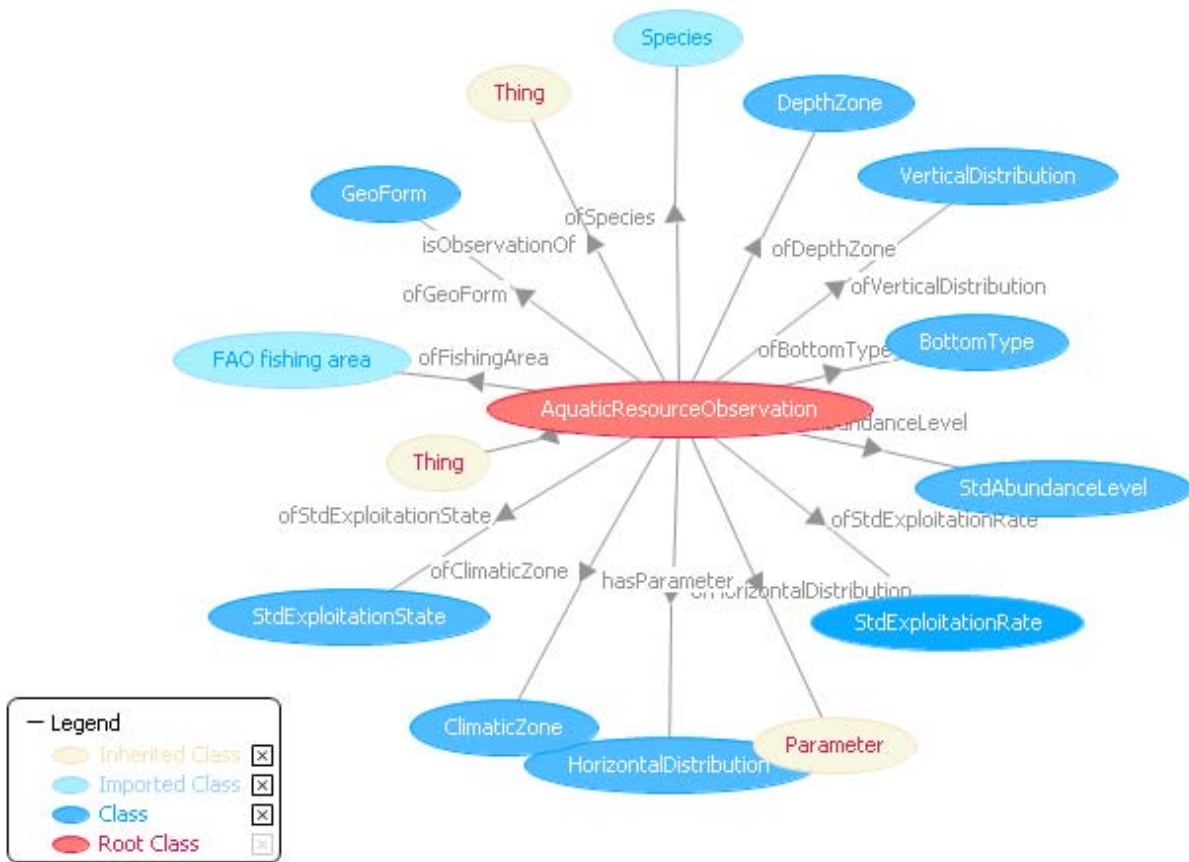 Species
Thing
DepthZone
GeoForm
VerticalDistribution
ofSpecies
isObservationOf
ofDepthZone
ofGeoForm
ofVerticalDistribution
FAO fishing area
ofFishingArea
ofBottomType
BottomType
AquaticResourceObservation
Thing
StdAbundanceLevel
ofStdExploitationState
ofStdExploitationRate
ofClimaticZone
hasParameter
StdExploitationState
StdExploitationRate
ClimaticZone
HorizontalDistribution
Parameter
Legend
Inherited Class
Imported Class
Class
Root Class